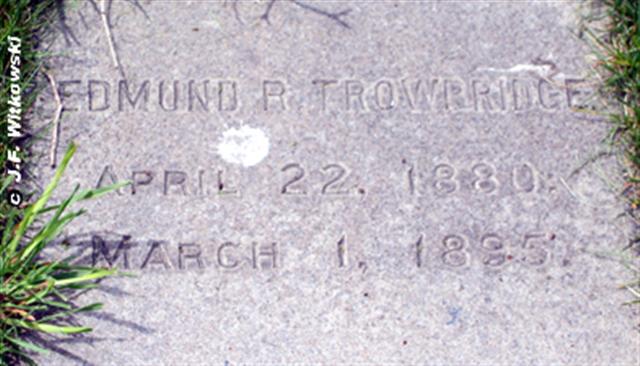 EDMUND R TROWBRIDGE
APRIL 22, 1880.
MARCH 1, 1895.
c J.F. Witkowski